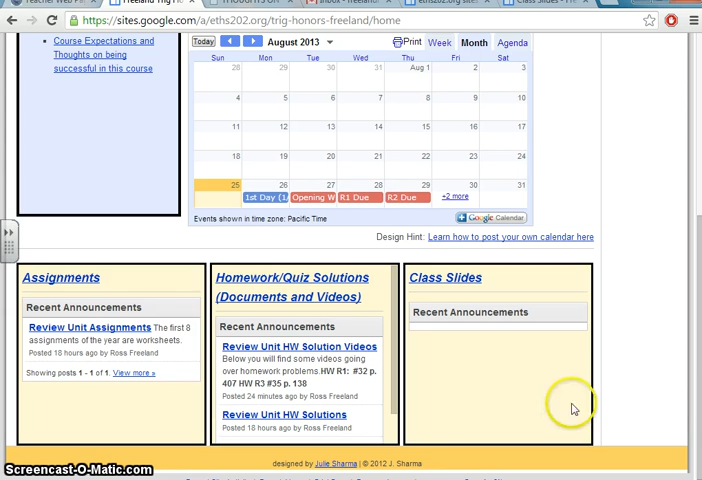 Freeland
https://sites.google.com/a/eths202.org/trig-honors-freeland/home
Course Expectations and
Thoughts on being
successful in this course
Today August 2013 Print Week Month Agenda
Sun Mon Tue Wed Thu Fri Sat
28 29 30 31 Aug 1 2 3
4 5 6 7 8 9 10
11 12 13 14 15 16 17
18 19 20 21 22 23 24
25 26 27 28 29 30 31
1st Day (1/ Opening W R1 Due R2 Due +2 more
Events shown in time zone: Pacific Time
Google Calendar
Design Hint: Learn how to post your own calendar here
Assignments
Recent Announcements
Review Unit Assignments The first 8
assignments of the year are worksheets.
Posted 18 hours ago by Ross Freeland
Showing posts 1 - 1 of 1. View more »
Homework/Quiz Solutions
(Documents and Videos)
Recent Announcements
Review Unit HW Solution Videos
Below you will find some videos going
over homework problems.HW R1: #32 p.
407 HW R3 #35 p. 138
Posted 24 minutes ago by Ross Freeland
Review Unit HW Solutions
Posted 18 hours ago by Ross Freeland
Class Slides
Recent Announcements
designed by Julie Sharma | © 2012 J. Sharma
Screencast-O-Matic.com